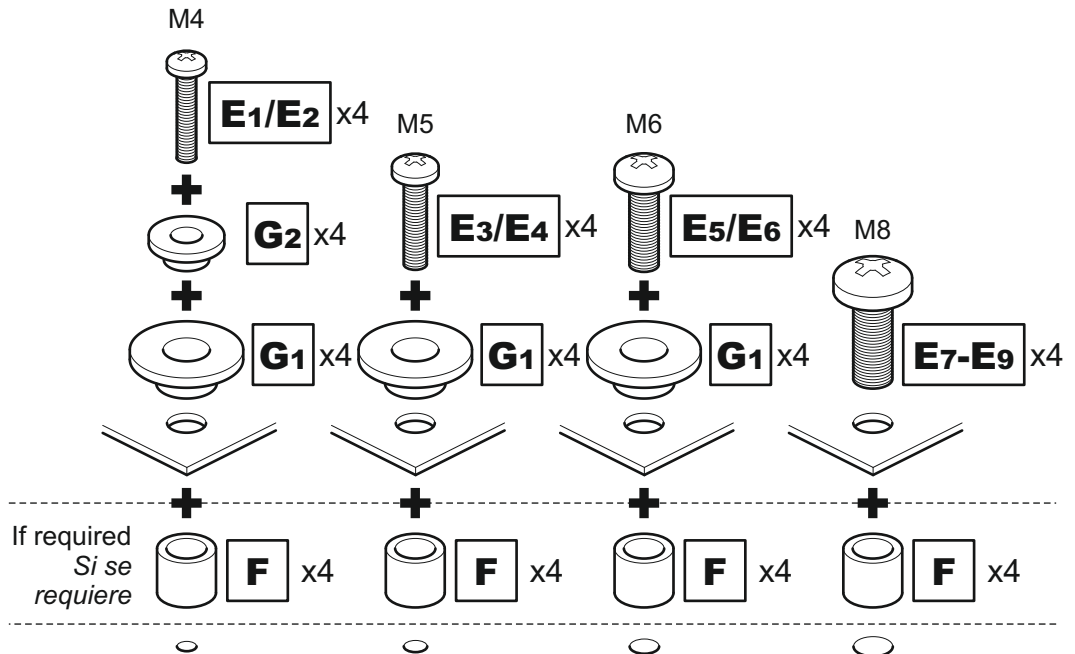 M4
E1/E2 x4
M5
M6
E3/E4 x4
E5/E6 x4
M8
G2 x4
G1 x4
G1 x4
G1 x4
E7-E9 x4
If required
Si se
requiere
F x4
F x4
F x4
F x4